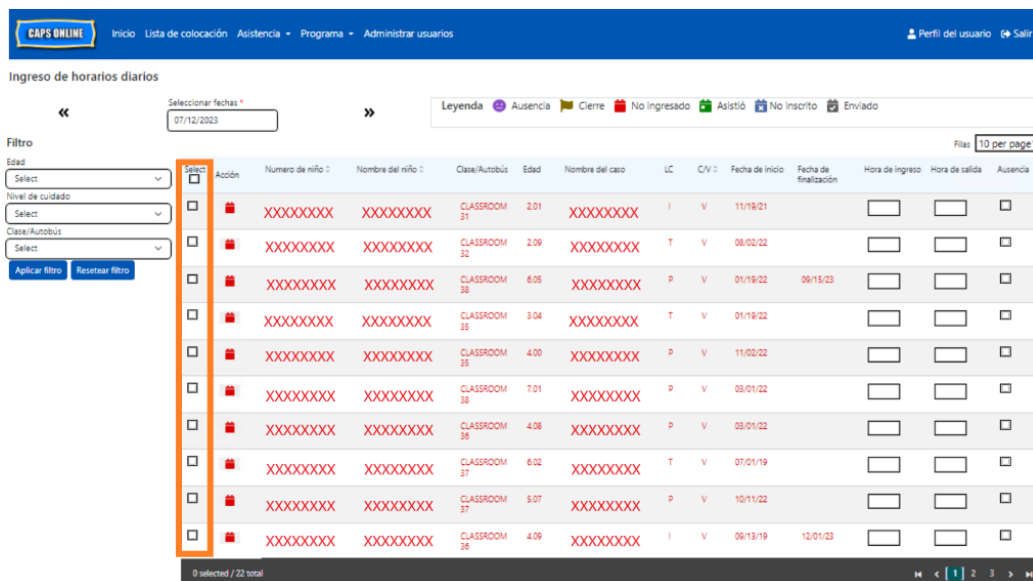 CAPS ONLINE Inicio Lista de colocación Asistencia Programa Administrar usuarios Perfil del usuario Salir
Ingreso de horarios diarios
« Seleccionar fechas * »
07/12/2023
Leyenda Ausencia Cierre No ingresado Asistió No inscrito Enviado
Filtro
Filas 10 per page
Edad
Select
Nivel de cuidado
Select
Clase/Autobús
Select
Aplicar filtro Resetear filtro
Select Acción Numero de niño Nombre del niño Clase/Autobús Edad Nombre del caso LC C/V Fecha de inicio Fecha de finalización Hora de ingreso Hora de salida Ausencia
XXXXXXXX XXXXXXXX CLASSROOM 31 2.01 XXXXXXXX I V 11/19/21
XXXXXXXX XXXXXXXX CLASSROOM 32 2.09 XXXXXXXX T V 08/02/22
XXXXXXXX XXXXXXXX CLASSROOM 38 6.05 XXXXXXXX P V 01/19/22 09/15/23
XXXXXXXX XXXXXXXX CLASSROOM 35 3.04 XXXXXXXX T V 01/19/22
XXXXXXXX XXXXXXXX CLASSROOM 35 4.00 XXXXXXXX P V 11/02/22
XXXXXXXX XXXXXXXX CLASSROOM 38 7.01 XXXXXXXX P V 03/01/22
XXXXXXXX XXXXXXXX CLASSROOM 36 4.08 XXXXXXXX P V 03/01/22
XXXXXXXX XXXXXXXX CLASSROOM 37 6.02 XXXXXXXX T V 07/01/19
XXXXXXXX XXXXXXXX CLASSROOM 37 5.07 XXXXXXXX P V 10/11/22
XXXXXXXX XXXXXXXX CLASSROOM 36 4.09 XXXXXXXX I V 09/13/19 12/01/23
0 selected / 22 total 1 2 3